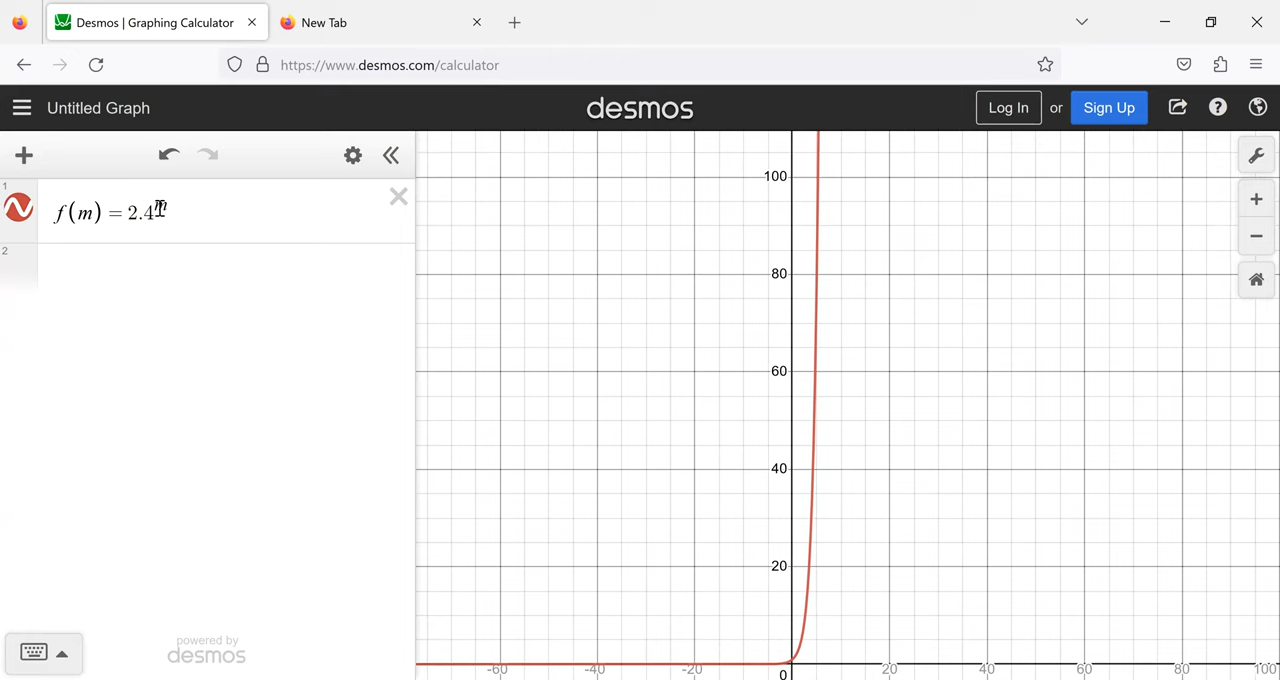 Desmos | Graphing Calculator
New Tab
https://www.desmos.com/calculator
Untitled Graph
desmos
Log In or Sign Up
1
f(m) = 2.4^m
2
100
80
60
40
20
0
-60 -40 -20 20 40 60 80 100
powered by
desmos